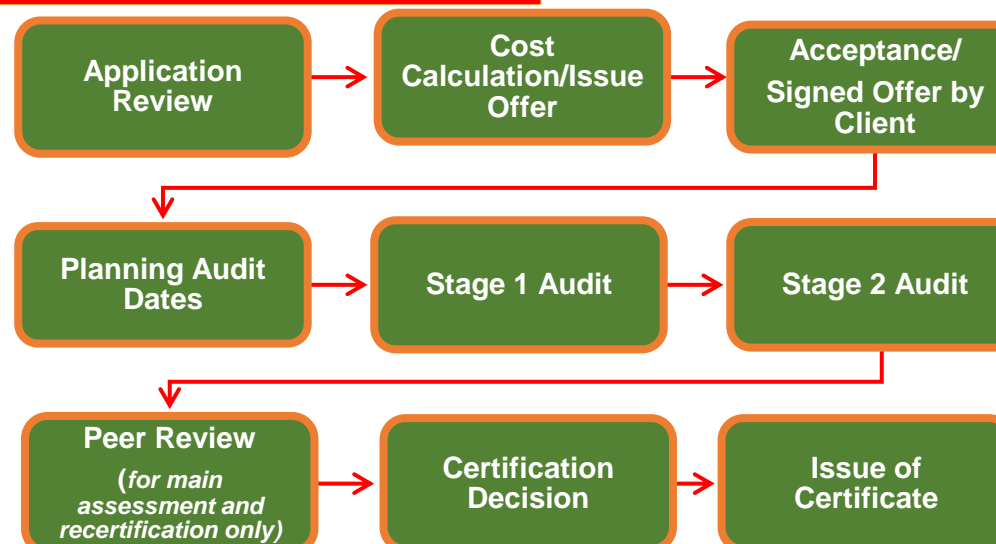 Application
Review
Cost
Calculation/Issue
Offer
Acceptance/
Signed Offer by
Client
Planning Audit
Dates
Stage 1 Audit
Stage 2 Audit
Peer Review
(for main
assessment and
recertification only)
Certification
Decision
Issue of
Certificate